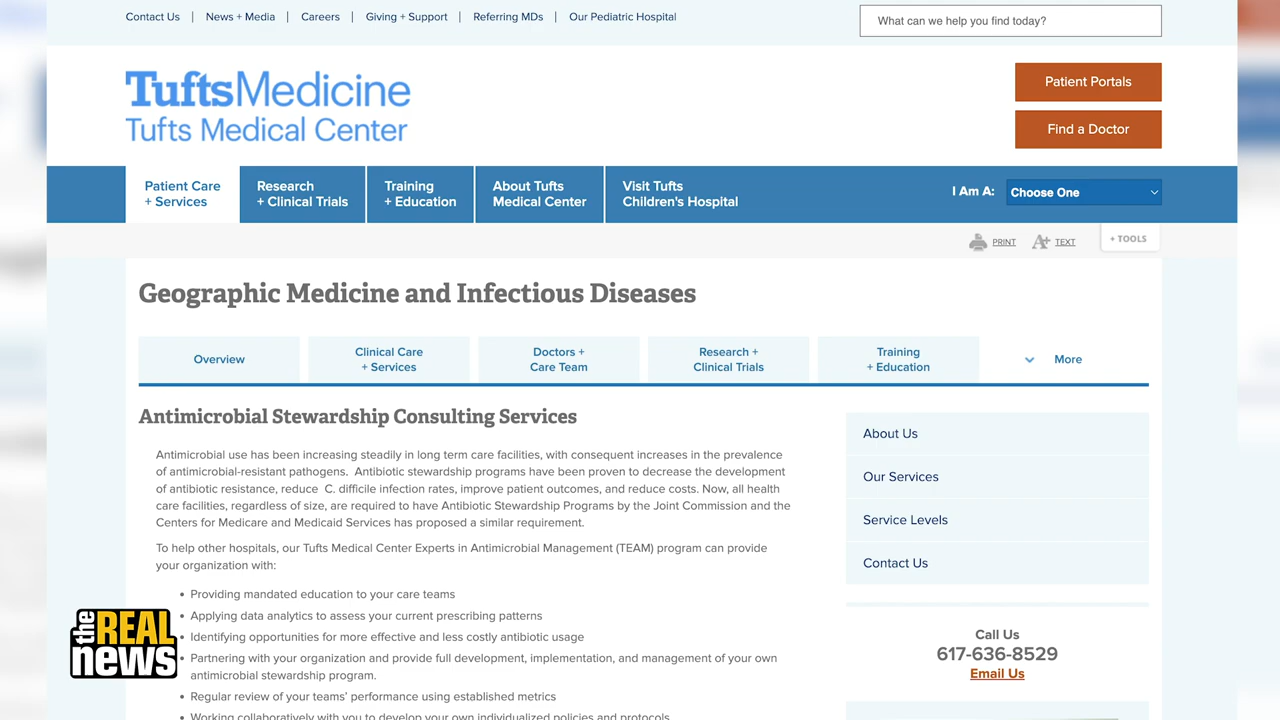 Contact Us | News + Media | Careers | Giving + Support | Referring MDs | Our Pediatric Hospital
What can we help you find today?
TuftsMedicine
Tufts Medical Center
Patient Portals
Find a Doctor
Patient Care
+ Services
Research
+ Clinical Trials
Training
+ Education
About Tufts
Medical Center
Visit Tufts
Children's Hospital
I Am A: Choose One
PRINT
A+ TEXT
+ TOOLS
Geographic Medicine and Infectious Diseases
Overview
Clinical Care
+ Services
Doctors +
Care Team
Research +
Clinical Trials
Training
+ Education
More
Antimicrobial Stewardship Consulting Services
Antimicrobial use has been increasing steadily in long term care facilities, with consequent increases in the prevalence
of antimicrobial-resistant pathogens. Antibiotic stewardship programs have been proven to decrease the development
of antibiotic resistance, reduce C. difficile infection rates, improve patient outcomes, and reduce costs. Now, all health
care facilities, regardless of size, are required to have Antibiotic Stewardship Programs by the Joint Commission and the
Centers for Medicare and Medicaid Services has proposed a similar requirement.
To help other hospitals, our Tufts Medical Center Experts in Antimicrobial Management (TEAM) program can provide
your organization with:
• Providing mandated education to your care teams
• Applying data analytics to assess your current prescribing patterns
• Identifying opportunities for more effective and less costly antibiotic usage
• Partnering with your organization and provide full development, implementation, and management of your own
antimicrobial stewardship program.
• Regular review of your teams' performance using established metrics
• Working collaboratively with you to develop your own individualized policies and protocols
About Us
Our Services
Service Levels
Contact Us
Call Us
617-636-8529
Email Us
the REAL
news